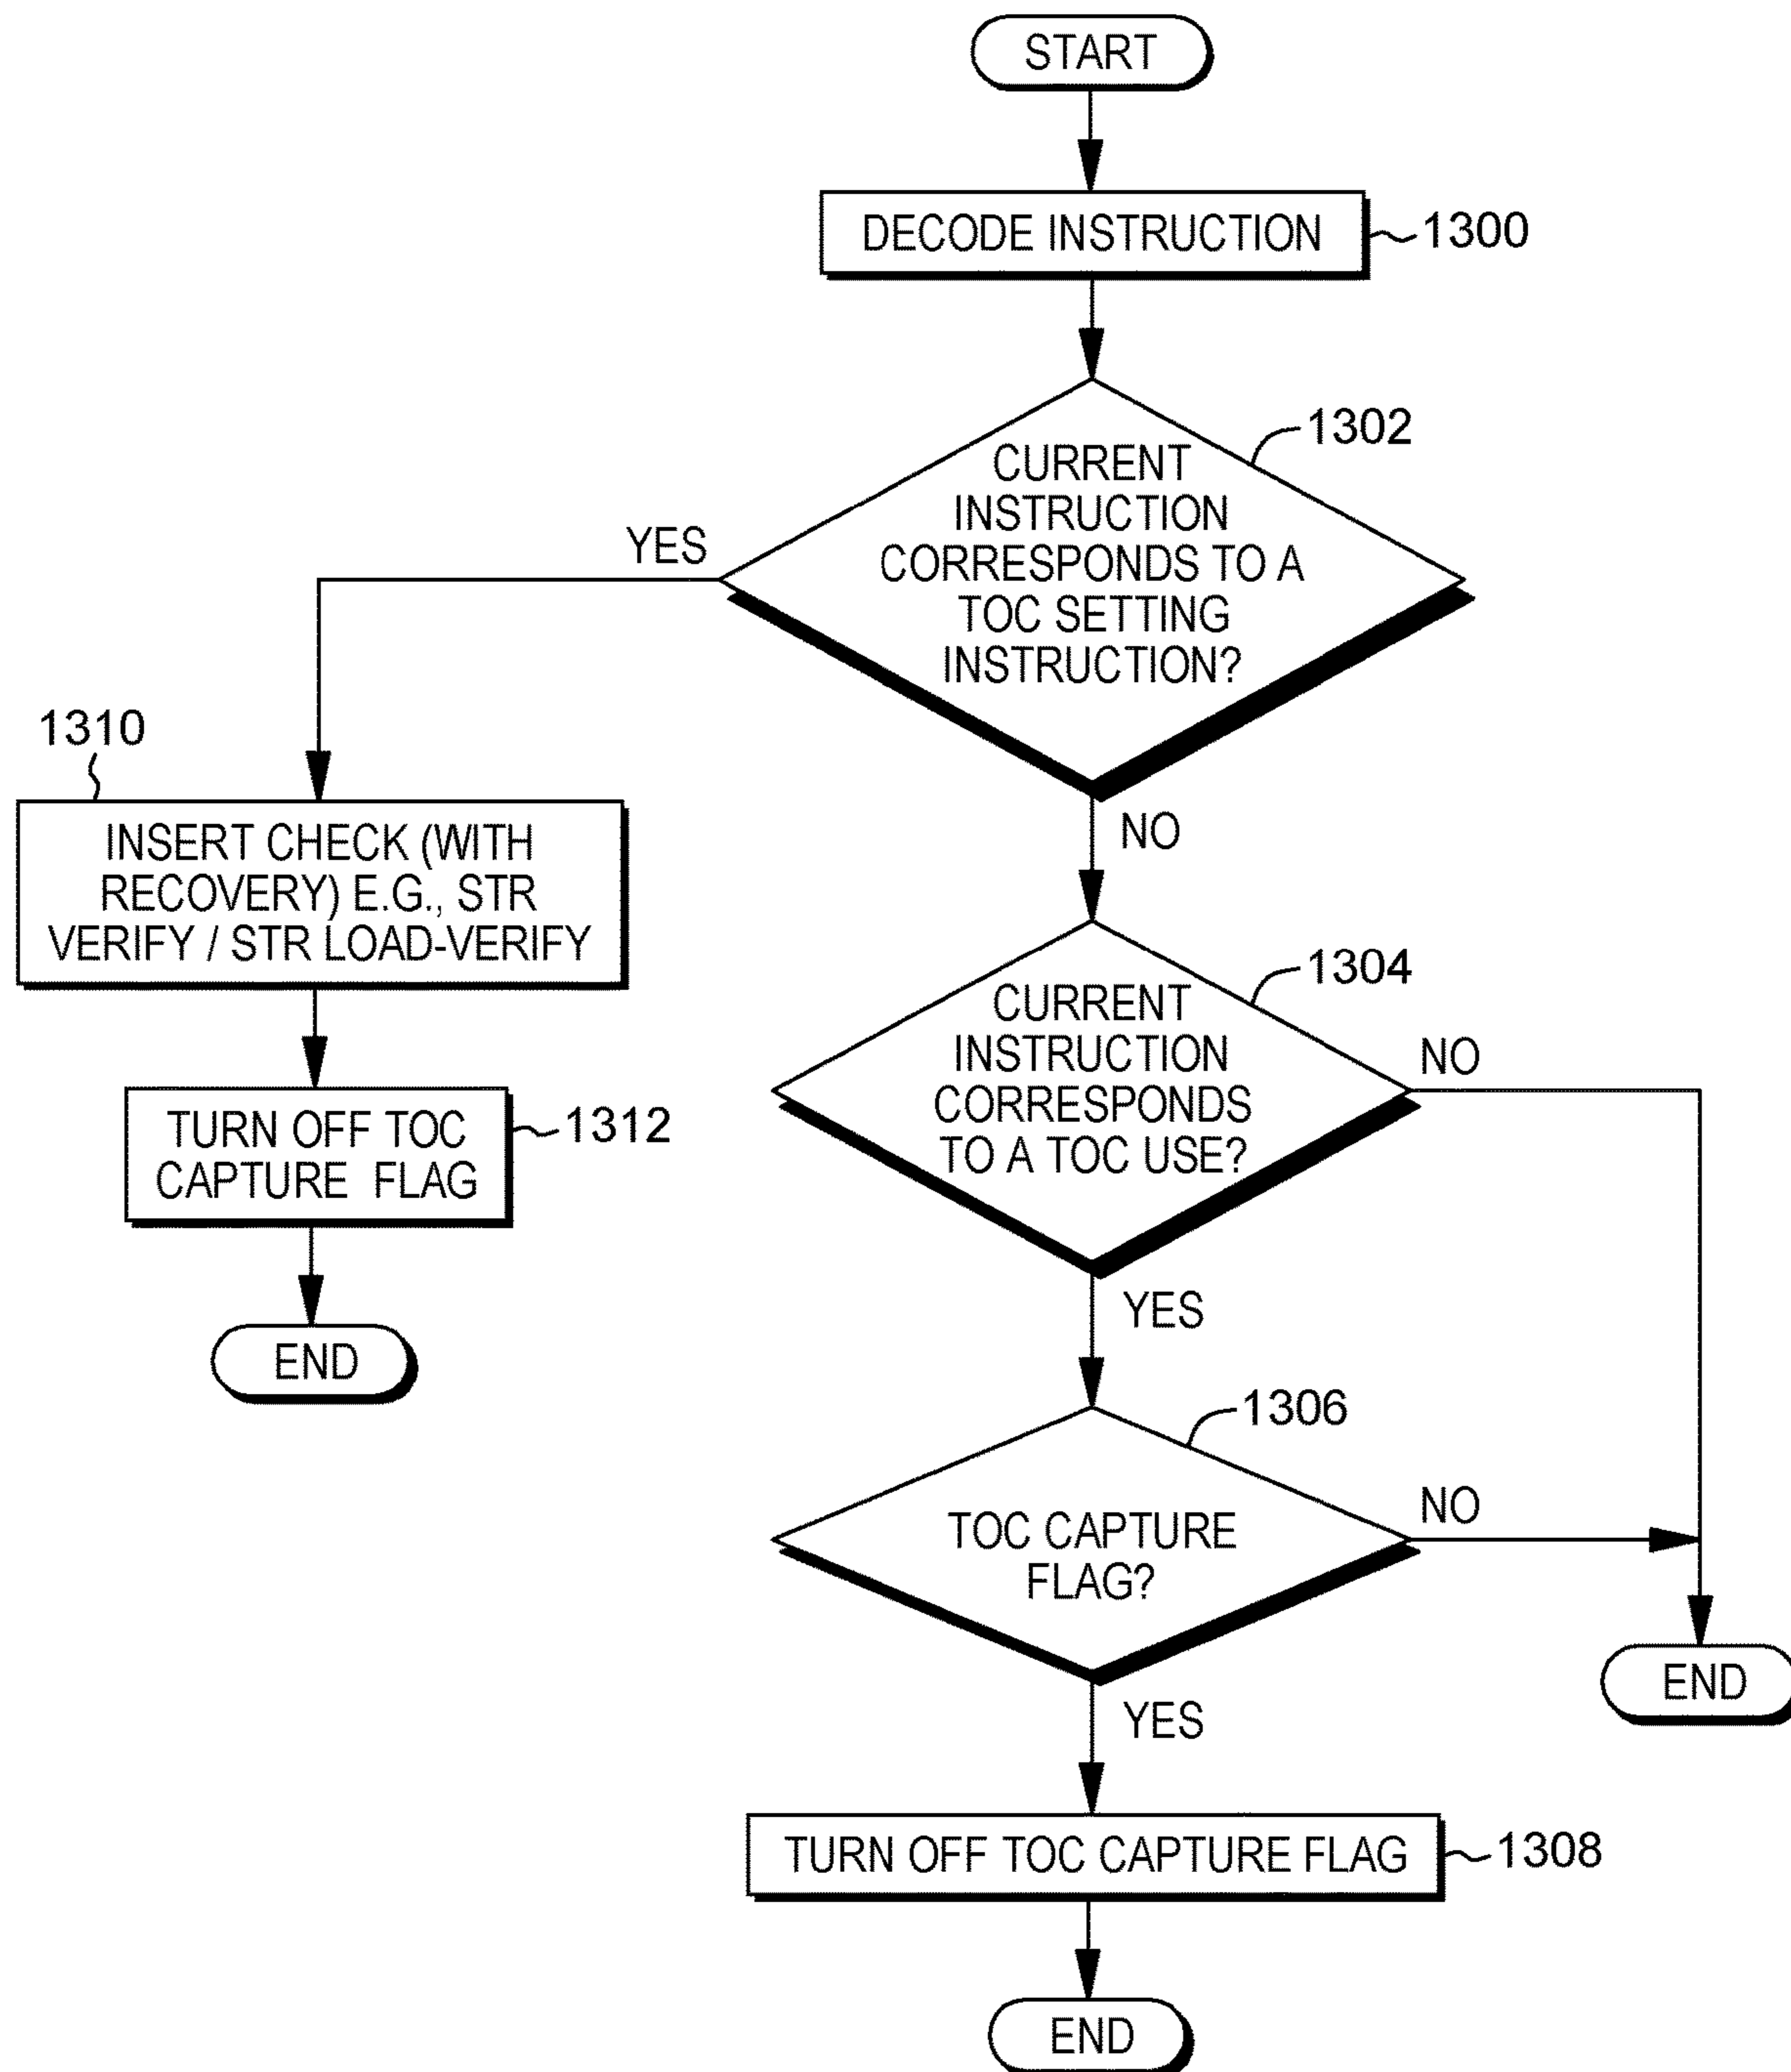 START
DECODE INSTRUCTION
1300
1302
CURRENT
INSTRUCTION
CORRESPONDS TO A
TOC SETTING
INSTRUCTION?
YES
NO
1310
INSERT CHECK (WITH
RECOVERY) E.G., STR
VERIFY / STR LOAD-VERIFY
TURN OFF TOC
CAPTURE FLAG
1312
END
1304
CURRENT
INSTRUCTION
CORRESPONDS
TO A TOC USE?
NO
YES
1306
TOC CAPTURE
FLAG?
NO
END
YES
TURN OFF TOC CAPTURE FLAG
1308
END